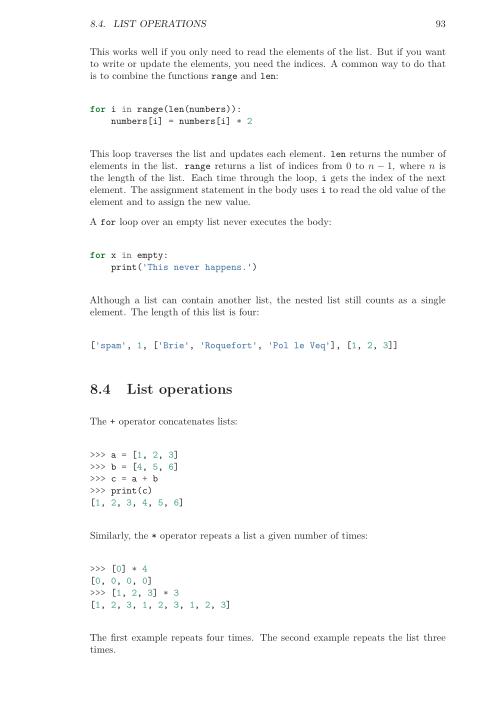 8.4. LIST OPERATIONS 93
This works well if you only need to read the elements of the list. But if you want
to write or update the elements, you need the indices. A common way to do that
is to combine the functions range and len:
for i in range(len(numbers)):
    numbers[i] = numbers[i] * 2
This loop traverses the list and updates each element. len returns the number of
elements in the list. range returns a list of indices from 0 to n − 1, where n is
the length of the list. Each time through the loop, i gets the index of the next
element. The assignment statement in the body uses i to read the old value of the
element and to assign the new value.
A for loop over an empty list never executes the body:
for x in empty:
    print('This never happens.')
Although a list can contain another list, the nested list still counts as a single
element. The length of this list is four:
['spam', 1, ['Brie', 'Roquefort', 'Pol le Veq'], [1, 2, 3]]
8.4 List operations
The + operator concatenates lists:
>>> a = [1, 2, 3]
>>> b = [4, 5, 6]
>>> c = a + b
>>> print(c)
[1, 2, 3, 4, 5, 6]
Similarly, the * operator repeats a list a given number of times:
>>> [0] * 4
[0, 0, 0, 0]
>>> [1, 2, 3] * 3
[1, 2, 3, 1, 2, 3, 1, 2, 3]
The first example repeats four times. The second example repeats the list three
times.